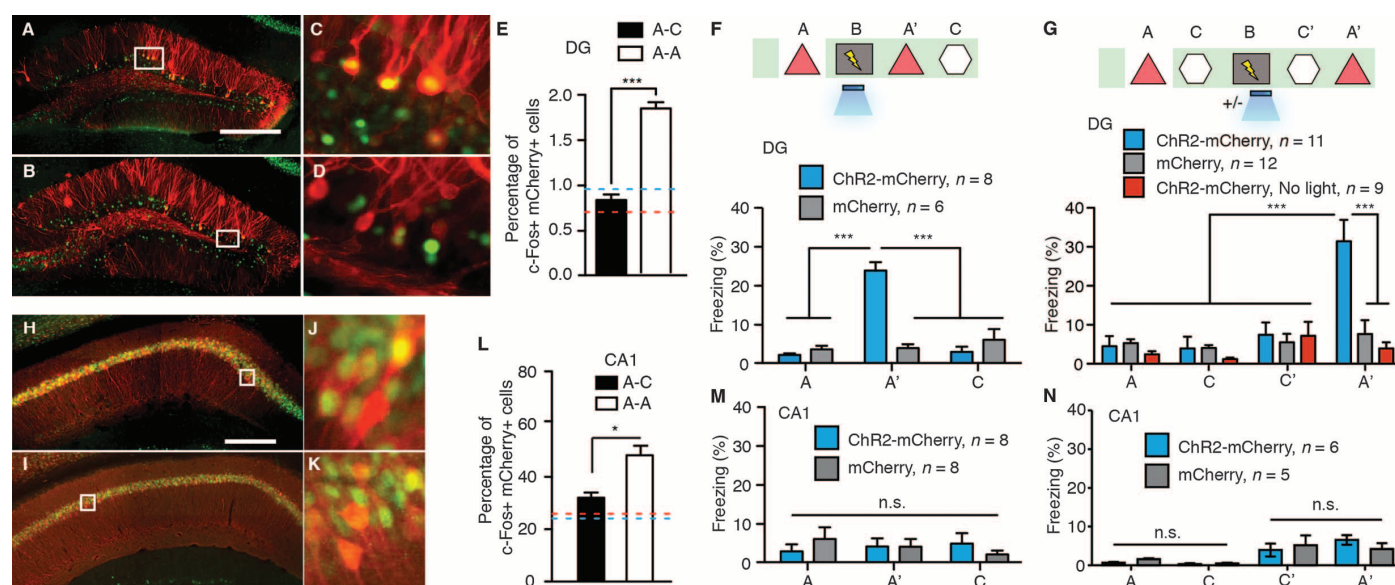 A
B
C
D
E
DG
A-C
A-A
***
Percentage of
c-Fos+ mCherry+ cells
2.0
1.5
1.0
0.5
0.0
F
A
B
A'
C
DG
ChR2-mCherry, n = 8
mCherry, n = 6
Freezing (%)
40
30
20
10
0
***
***
A
A'
C
G
A
C
B
C'
A'
+/-
DG
ChR2-mCherry, n = 11
mCherry, n = 12
ChR2-mCherry, No light, n = 9
Freezing (%)
40
30
20
10
0
***
***
A
C
C'
A'
H
I
J
K
L
CA1
A-C
A-A
*
Percentage of
c-Fos+ mCherry+ cells
80
60
40
20
0
M
CA1
ChR2-mCherry, n = 8
mCherry, n = 8
Freezing (%)
40
30
20
10
0
n.s.
A
A'
C
N
CA1
ChR2-mCherry, n = 6
mCherry, n = 5
Freezing (%)
40
30
20
10
0
n.s.
n.s.
A
C
C'
A'